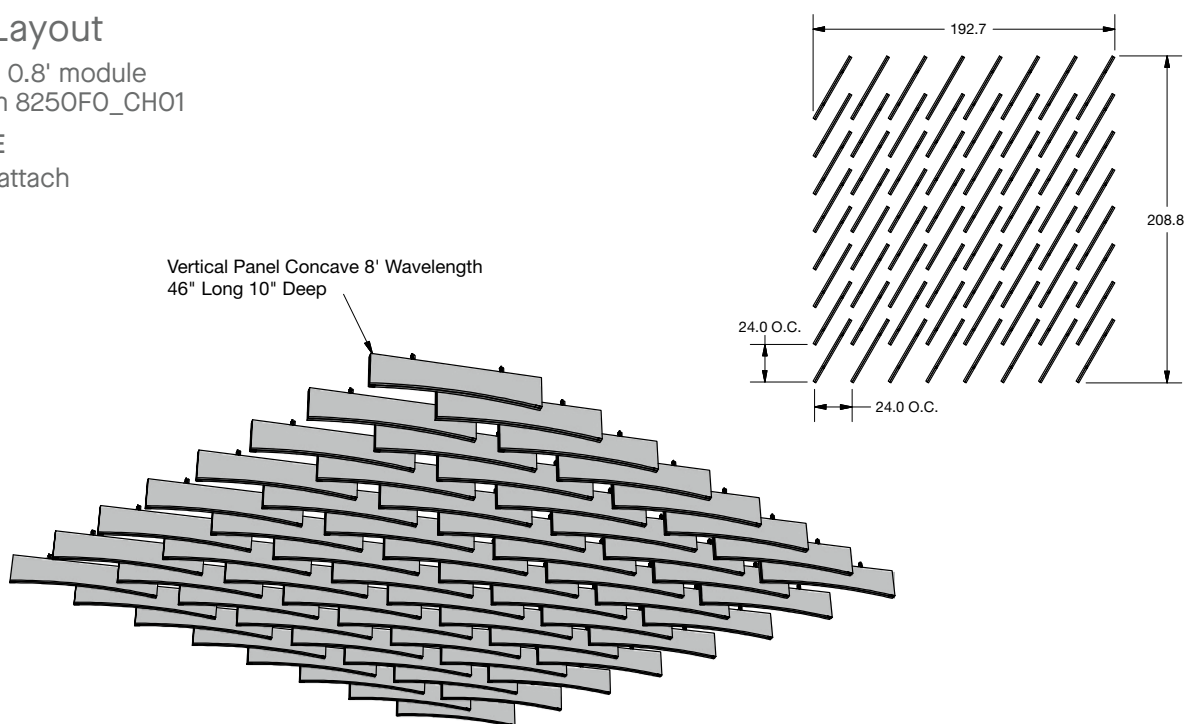 Layout
0.8' module
8250F0_CH01
attach
192.7
208.8
24.0 O.C.
24.0 O.C.
Vertical Panel Concave 8' Wavelength
46" Long 10" Deep